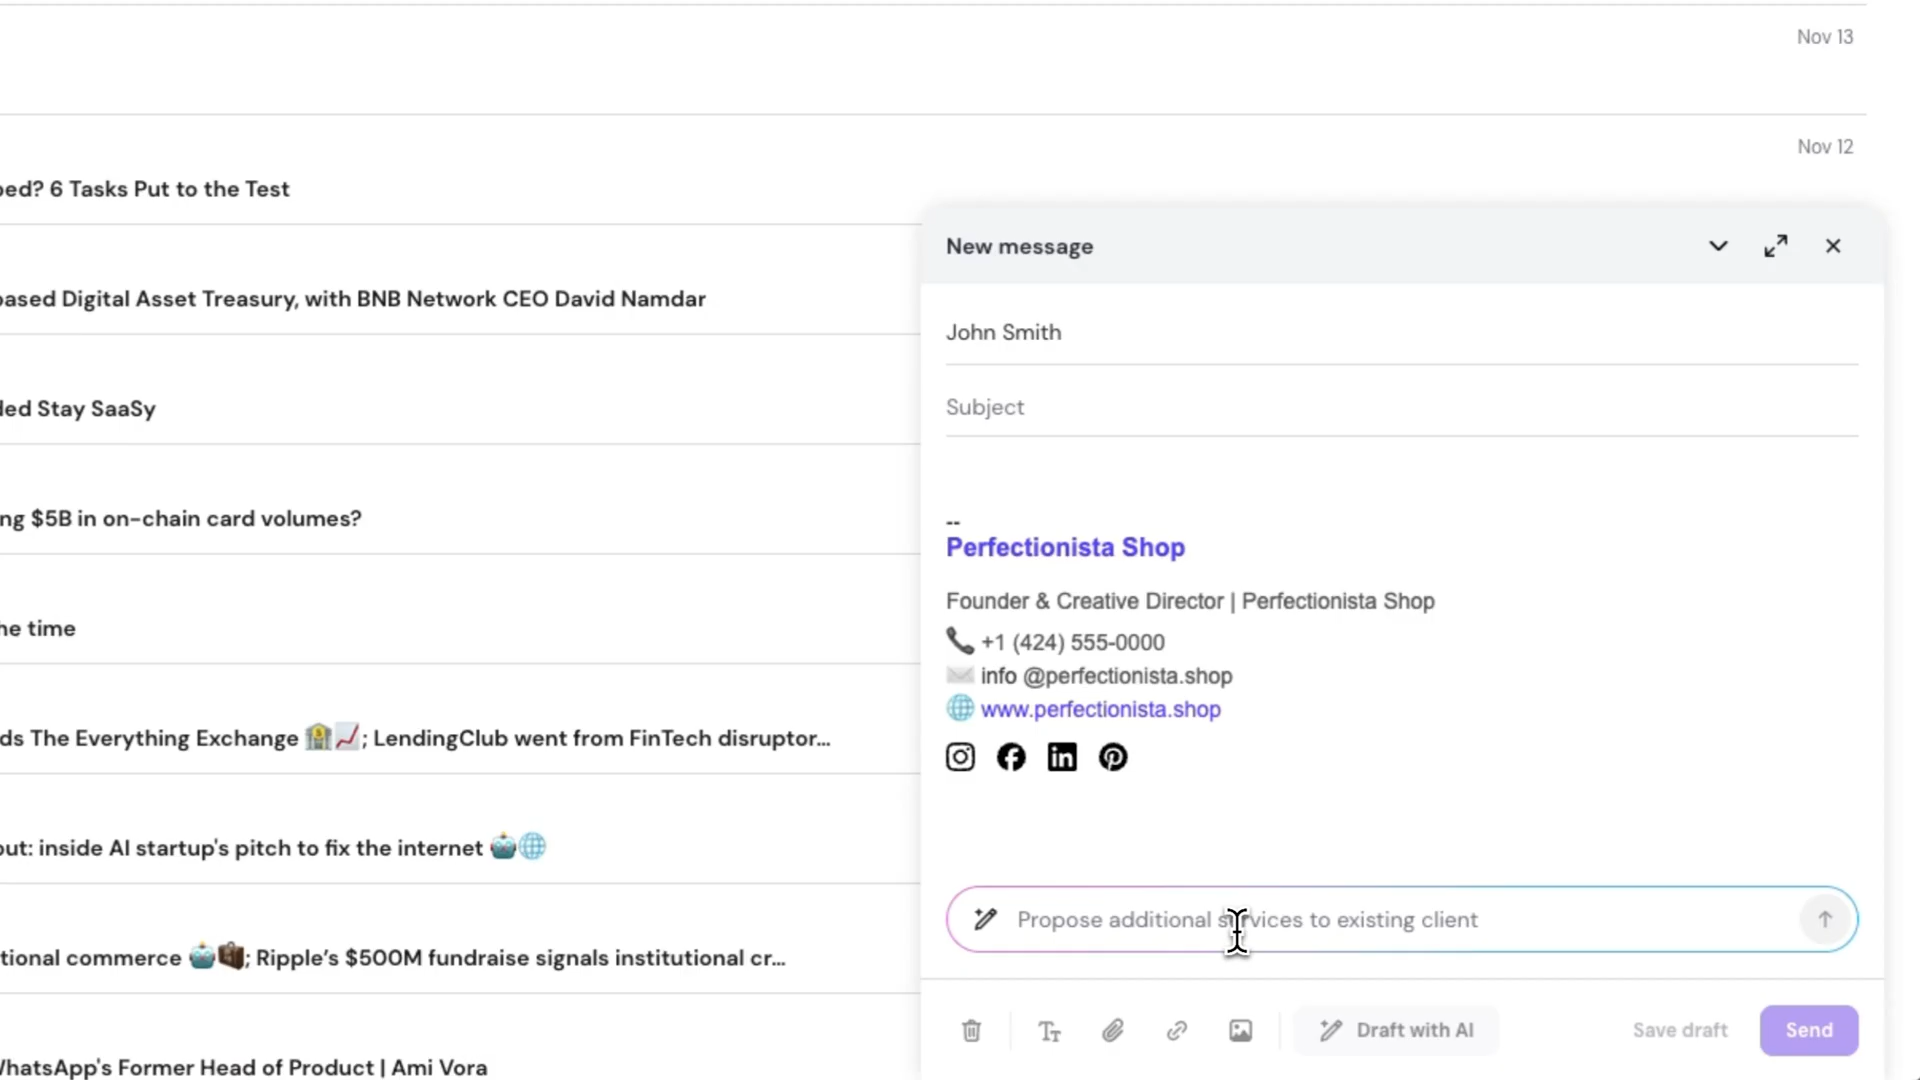 Nov 13
Nov 12
ped? 6 Tasks Put to the Test
based Digital Asset Treasury, with BNB Network CEO David Namdar
ded Stay SaaSy
ng $5B in on-chain card volumes?
he time
ds The Everything Exchange 🏦📈; LendingClub went from FinTech disruptor...
out: inside AI startup's pitch to fix the internet 🤖🌐
tional commerce 🤖🧳; Ripple’s $500M fundraise signals institutional cr...
WhatsApp's Former Head of Product | Ami Vora
New message
John Smith
Subject
--
Perfectionista Shop
Founder & Creative Director | Perfectionista Shop
📞 +1 (424) 555-0000
✉️ info @perfectionista.shop
🌐 www.perfectionista.shop
Propose additional services to existing client
Draft with AI
Save draft
Send